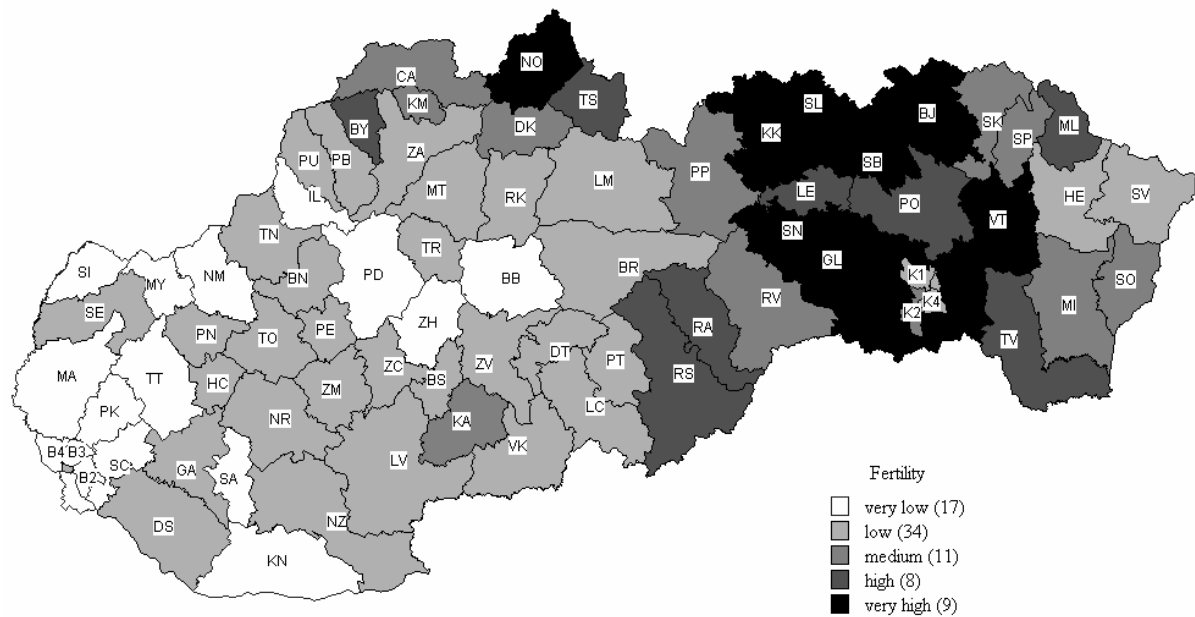 NO
CA
TS
KM
DK
BY
SL
BJ
KK
SK
SP
ML
PU
PB
ZA
SB
MT
RK
LM
PP
LE
PO
HE
SV
IL
VT
TN
TR
SN
GL
SI
MY
NM
BN
PD
BB
BR
K1
SO
RV
K4
K2
MI
SE
ZH
RA
TV
PN
TO
PE
DT
PT
MA
TT
HC
ZM
ZC
BS
ZV
RS
PK
NR
KA
LC
VK
B4
B3
SC
GA
LV
B2
SA
DS
NZ
KN
Fertility
very low (17)
low (34)
medium (11)
high (8)
very high (9)